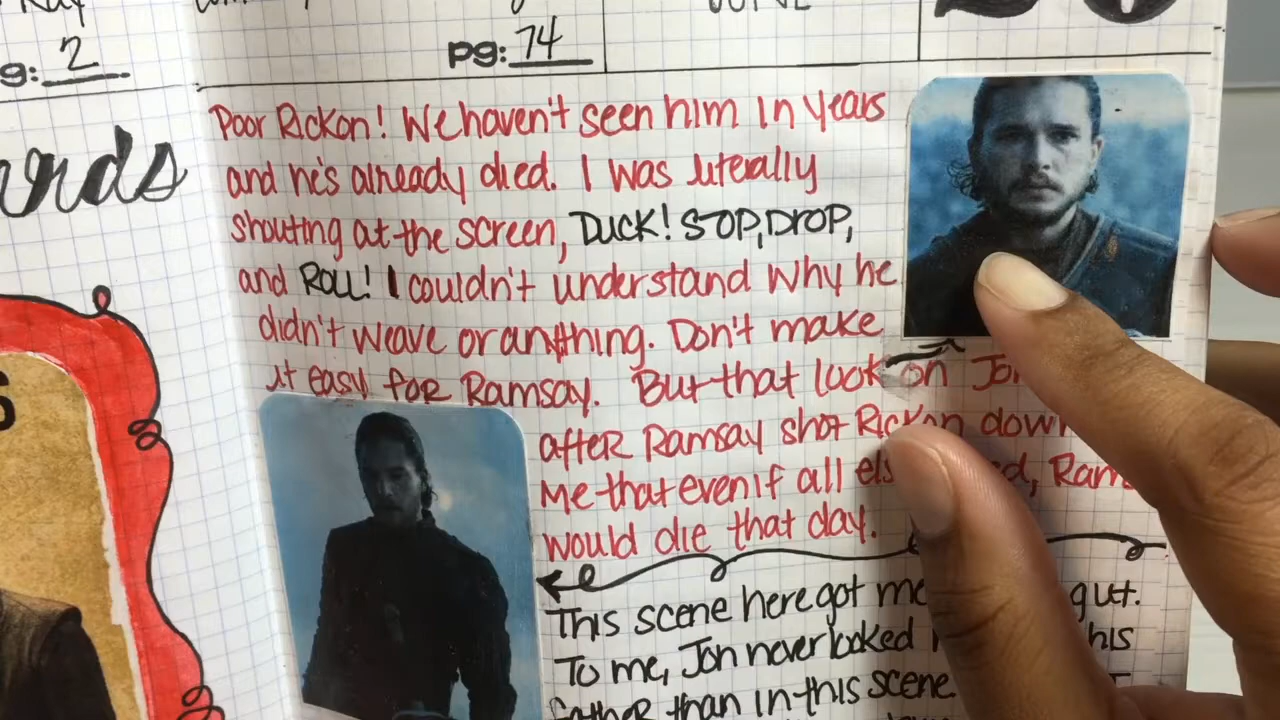 g: 2
pg: 74
Poor Rickon! We haven't seen him in years
and he's already died. I was literally
shouting at the screen, DUCK! STOP, DROP,
and ROLL! I couldn't understand why he
didn't weave or anything. Don't make
it easy for Ramsay. But that look on
after Ramsay shot Rickon
me that even if all
would die that day.
This scene here got gut.
To me, Jon never looked his
father than in this scene